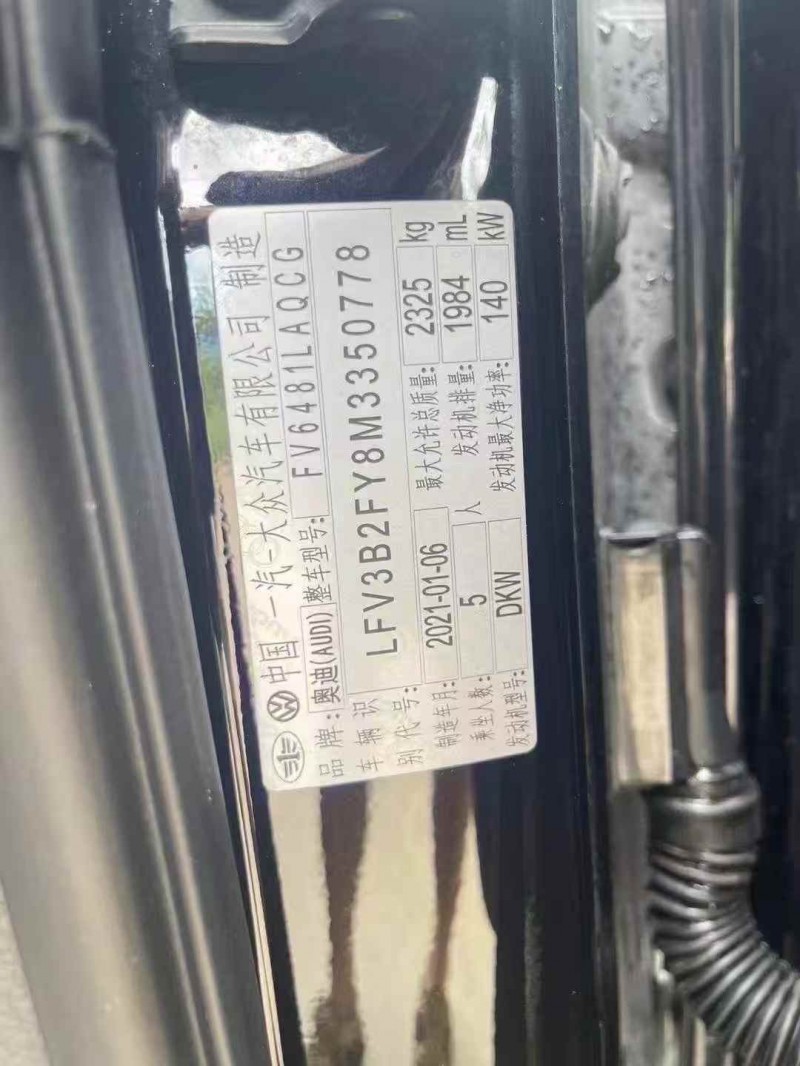 中国 一汽-大众汽车有限公司 制造
品牌: 奥迪(AUDI) 整车型号: FV6481LAQCG
车辆识别代号: LFV3B2FY8M3350778
制造年月: 2021-01-06 最大允许总质量: 2325 kg
乘坐人数: 5 人 发动机排量: 1984 mL
发动机型号: DKW 发动机最大净功率: 140 kW